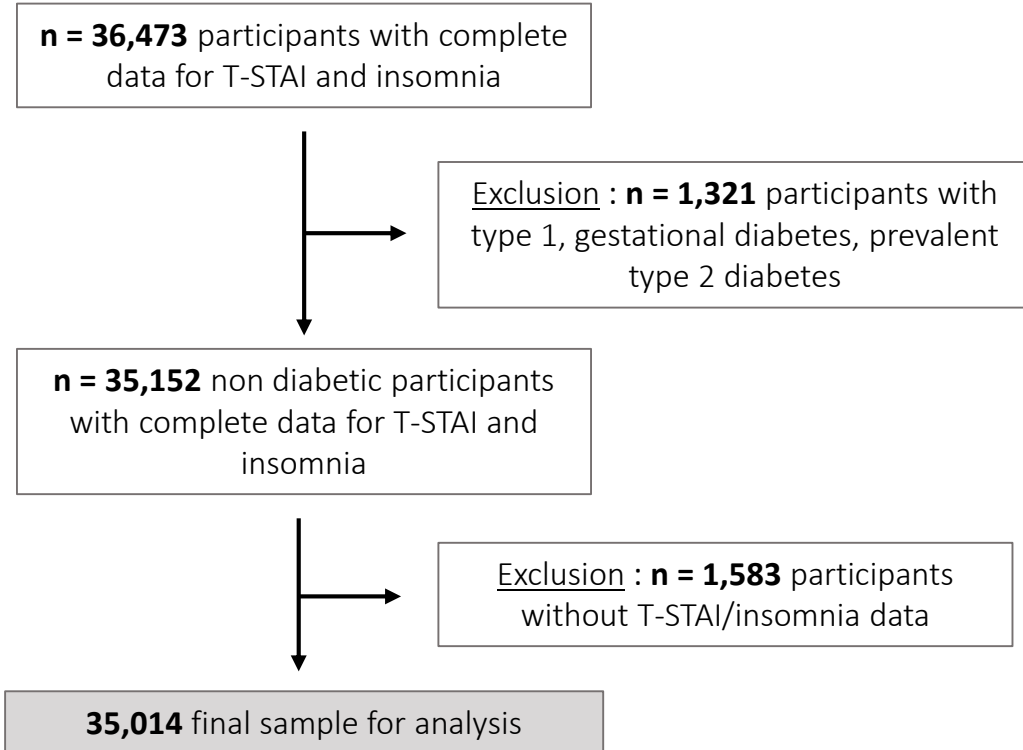 n = 36,473 participants with complete
data for T-STAI and insomnia
Exclusion : n = 1,321 participants with
type 1, gestational diabetes, prevalent
type 2 diabetes
n = 35,152 non diabetic participants
with complete data for T-STAI and
insomnia
Exclusion : n = 1,583 participants
without T-STAI/insomnia data
35,014 final sample for analysis